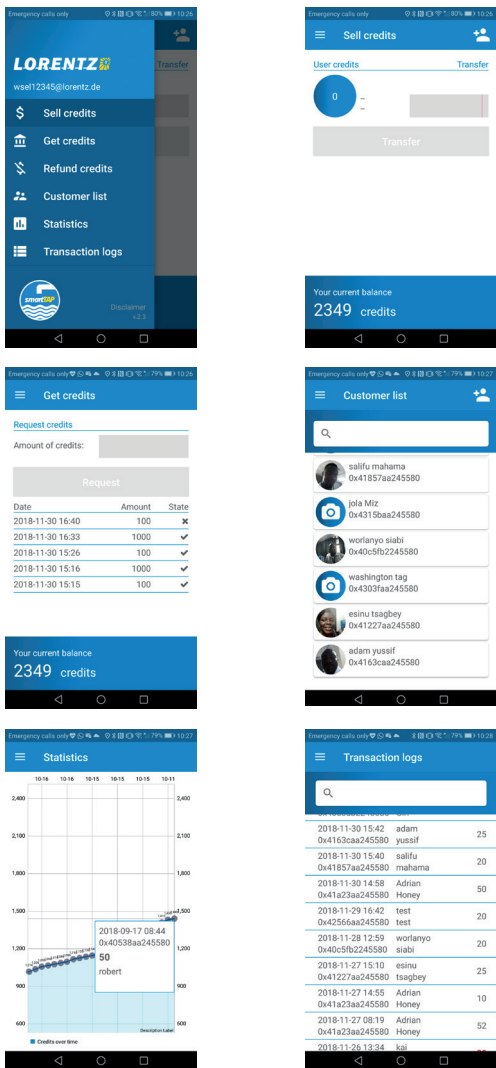 Emergency calls only
80% 10:26
LORENTZ
Transfer
wsel12345@lorentz.de
Sell credits
Get credits
Refund credits
Customer list
Statistics
Transaction logs
smartTAP
Disclaimer
v.2.3
Emergency calls only
80% 10:26
Sell credits
User credits
Transfer
0
–
–
Transfer
Your current balance
2349 credits
Emergency calls only
79% 10:26
Get credits
Request credits
Amount of credits:
Request
Date Amount State
2018-11-30 16:40 100
2018-11-30 16:33 1000
2018-11-30 15:26 100
2018-11-30 15:16 1000
2018-11-30 15:15 100
Your current balance
2349 credits
Emergency calls only
79% 10:27
Customer list
salifu mahama
0x41857aa245580
jola Miz
0x4315baa245580
worlanyo siabi
0x40c5fb2245580
washington tag
0x4303faa245580
esinu tsagbey
0x41227aa245580
adam yussif
0x4163caa245580
Emergency calls only
79% 10:27
Statistics
10-16 10-16 10-15 10-15 10-15 10-11
2,400 2,400
2,100 2,100
1,800 1,800
1,500 1,500
1,200 1,200
900 900
600 600
2018-09-17 08:44
0x40538aa245580
50
robert
Description Label
Credits over time
Emergency calls only
79% 10:28
Transaction logs
2018-11-30 15:42 adam
0x4163caa245580 yussif 25
2018-11-30 15:40 salifu
0x41857aa245580 mahama 20
2018-11-30 14:58 Adrian
0x41a23aa245580 Honey 50
2018-11-29 16:42 test
0x42566aa245580 test 20
2018-11-28 12:59 worlanyo
0x40c5fb2245580 siabi 20
2018-11-27 15:10 esinu
0x41227aa245580 tsagbey 25
2018-11-27 14:55 Adrian
0x41a23aa245580 Honey 10
2018-11-27 08:19 Adrian
0x41a23aa245580 Honey 52
2018-11-26 13:34 kai